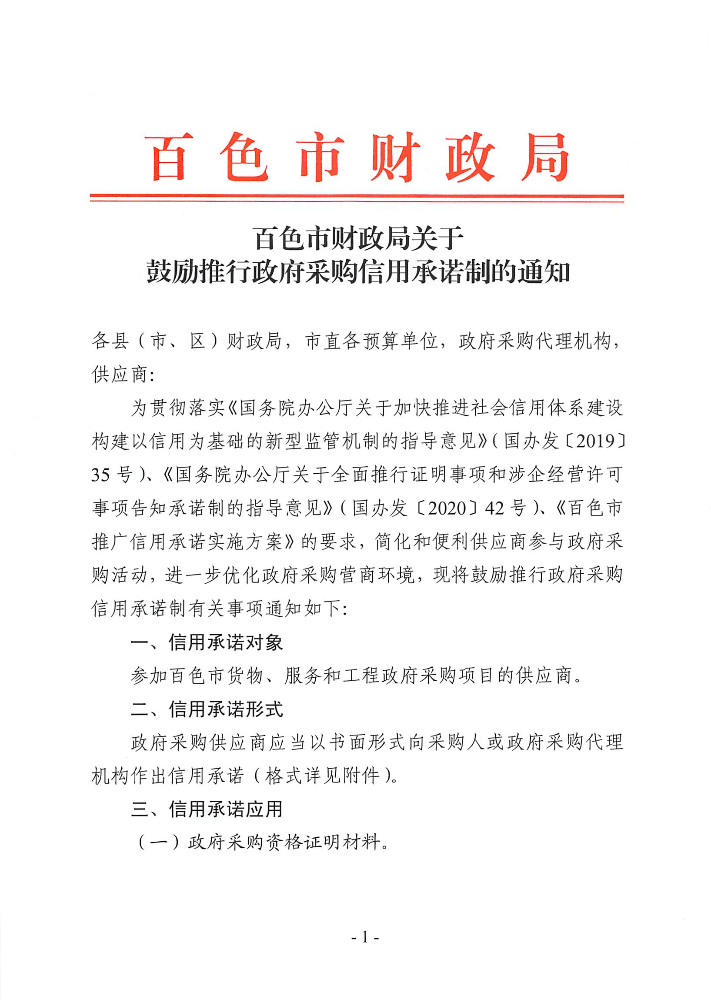 百色市财政局
百色市财政局关于
鼓励推行政府采购信用承诺制的通知
各县（市、区）财政局，市直各预算单位，政府采购代理机构，
供应商：
为贯彻落实《国务院办公厅关于加快推进社会信用体系建设
构建以信用为基础的新型监管机制的指导意见》（国办发〔2019〕
35 号）、《国务院办公厅关于全面推行证明事项和涉企经营许可
事项告知承诺制的指导意见》（国办发〔2020〕42 号）、《百色市
推广信用承诺实施方案》的要求，简化和便利供应商参与政府采
购活动，进一步优化政府采购营商环境，现将鼓励推行政府采购
信用承诺制有关事项通知如下：
一、信用承诺对象
参加百色市货物、服务和工程政府采购项目的供应商。
二、信用承诺形式
政府采购供应商应当以书面形式向采购人或政府采购代理
机构作出信用承诺（格式详见附件）。
三、信用承诺应用
（一）政府采购资格证明材料。
- 1 -